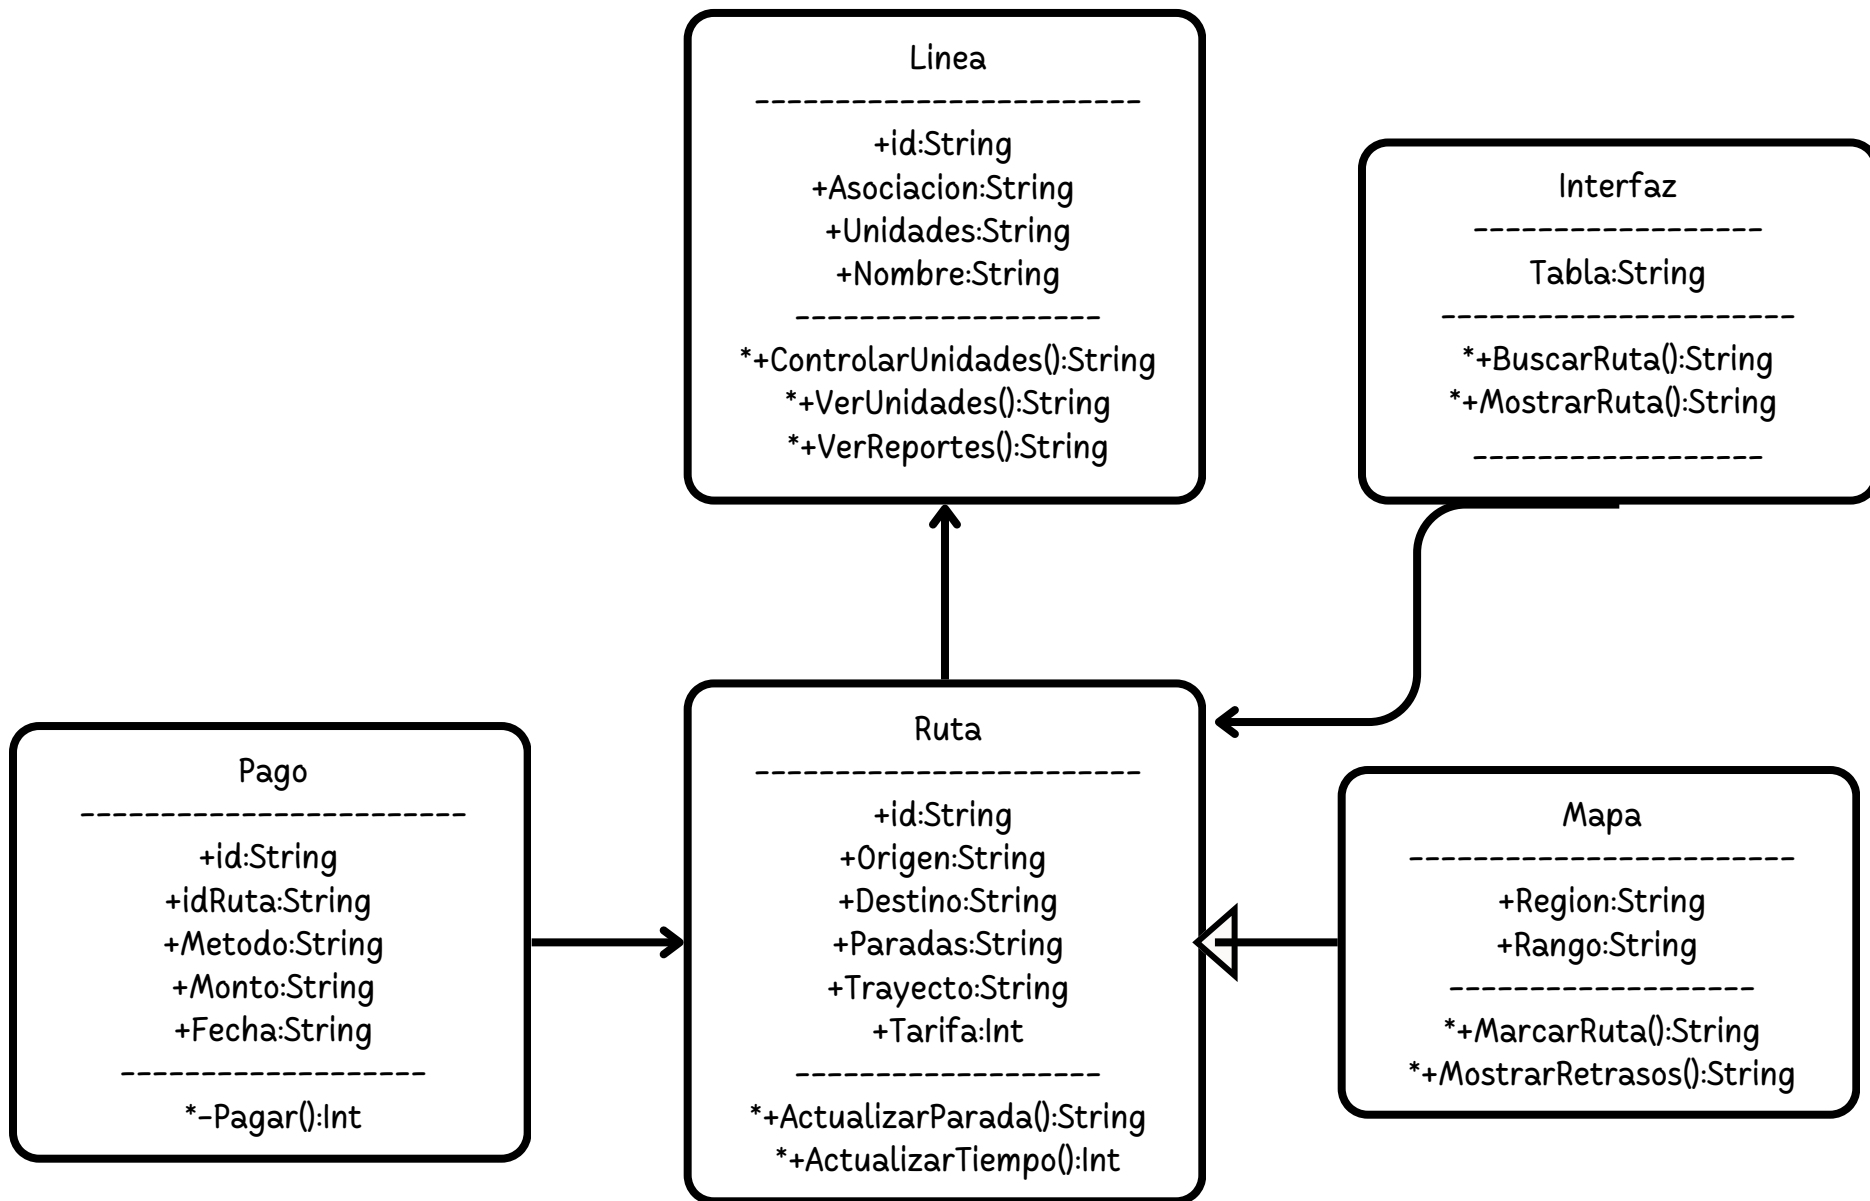 Linea
+id:String
+Asociacion:String
+Unidades:String
+Nombre:String
*+ControlarUnidades():String
*+VerUnidades():String
*+VerReportes():String
Interfaz
Tabla:String
*+BuscarRuta():String
*+MostrarRuta():String
Pago
+id:String
+idRuta:String
+Metodo:String
+Monto:String
+Fecha:String
*-Pagar():Int
Ruta
+id:String
+Origen:String
+Destino:String
+Paradas:String
+Trayecto:String
+Tarifa:Int
*+ActualizarParada():String
*+ActualizarTiempo():Int
Mapa
+Region:String
+Rango:String
*+MarcarRuta():String
*+MostrarRetrasos():String